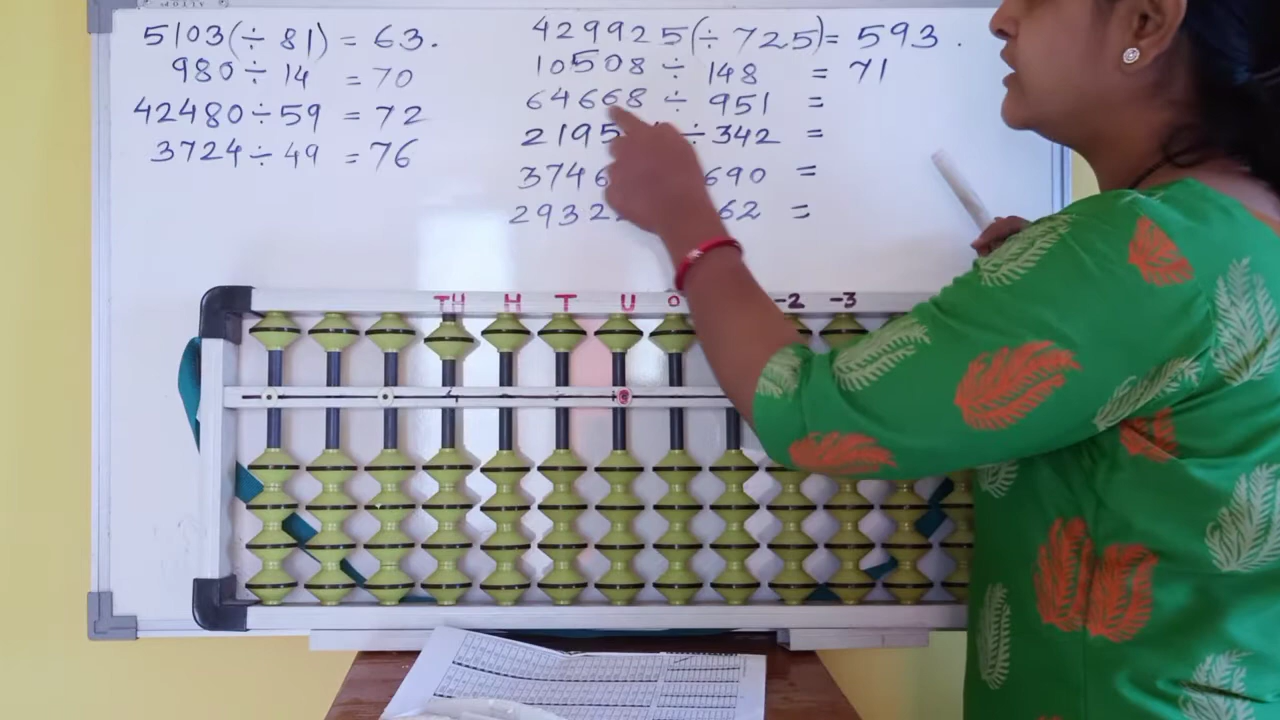 5103(÷ 81) = 63.
980 ÷ 14 = 70
42480 ÷ 59 = 72
3724 ÷ 49 = 76
429925(÷ 725) = 593.
10508 ÷ 148 = 71
64668 ÷ 951 =
2195 ÷ 342 =
3746 690 =
2932 62 =
TH H T U 0 -2 -3